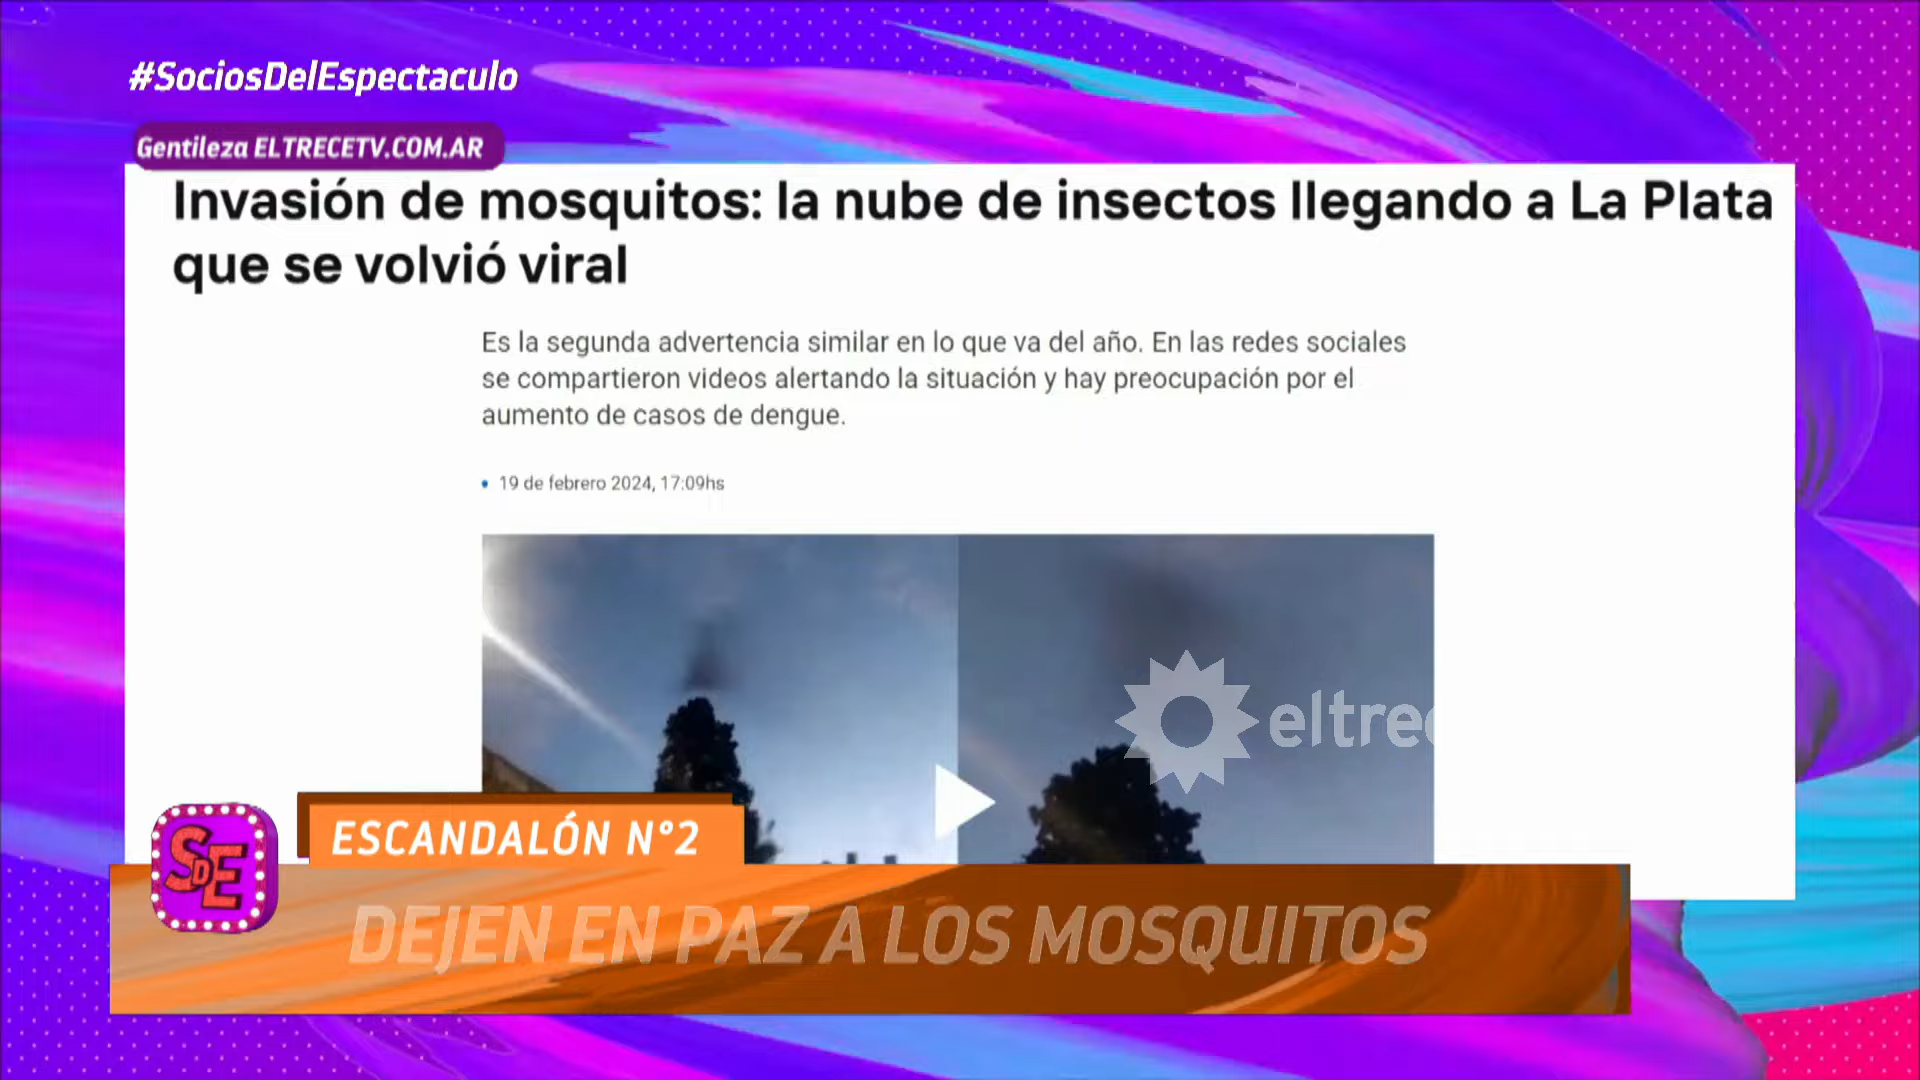 #SociosDelEspectaculo
Gentileza ELTRECETV.COM.AR
Invasión de mosquitos: la nube de insectos llegando a La Plata
que se volvió viral
Es la segunda advertencia similar en lo que va del año. En las redes sociales
se compartieron videos alertando la situación y hay preocupación por el
aumento de casos de dengue.
• 19 de febrero 2024, 17:09hs
eltrec
SDE
ESCANDALÓN N°2
DEJEN EN PAZ A LOS MOSQUITOS